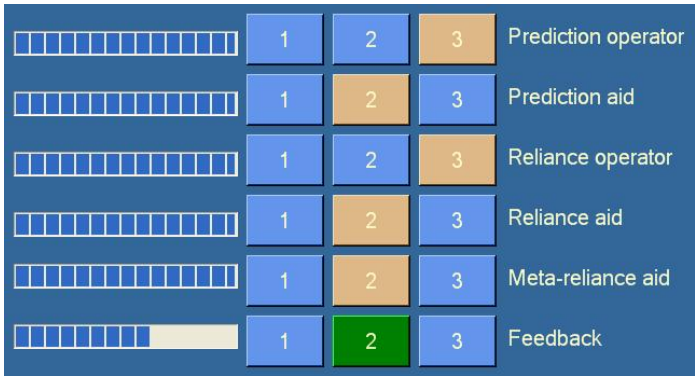 1 2 3 Prediction operator
1 2 3 Prediction aid
1 2 3 Reliance operator
1 2 3 Reliance aid
1 2 3 Meta-reliance aid
1 2 3 Feedback